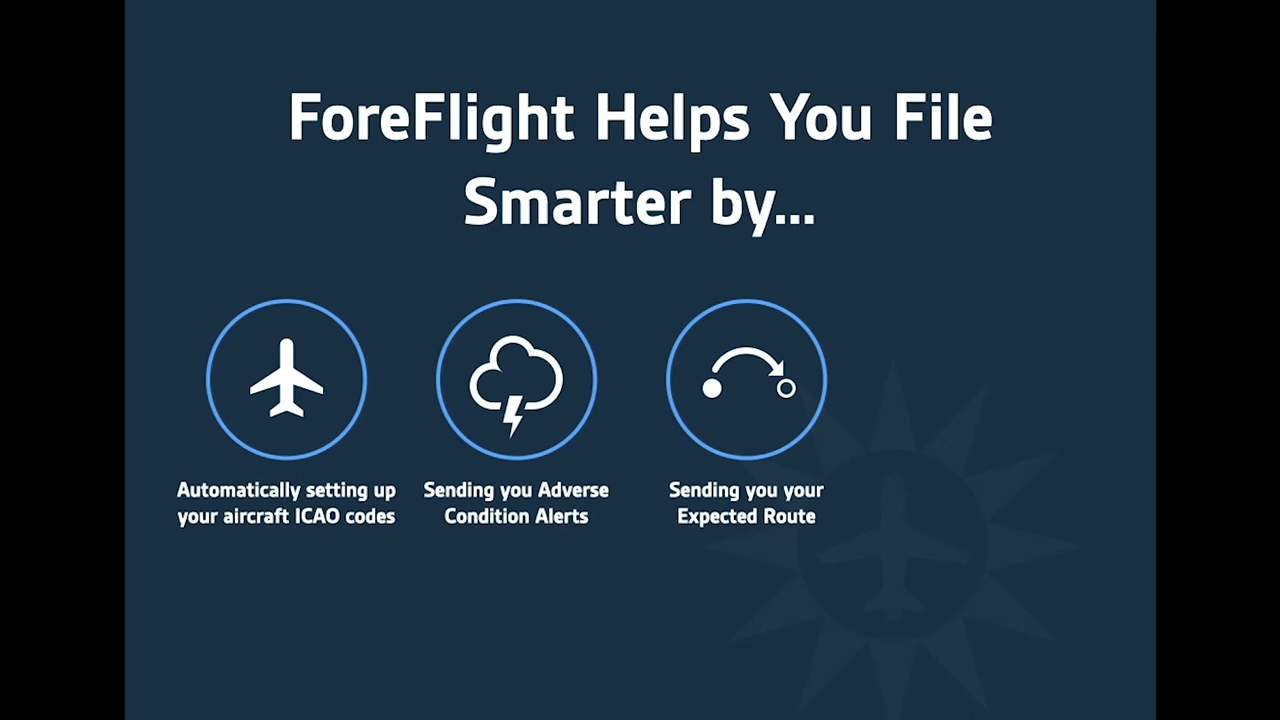 ForeFlight Helps You File
Smarter by...
Automatically setting up
your aircraft ICAO codes
Sending you Adverse
Condition Alerts
Sending you your
Expected Route